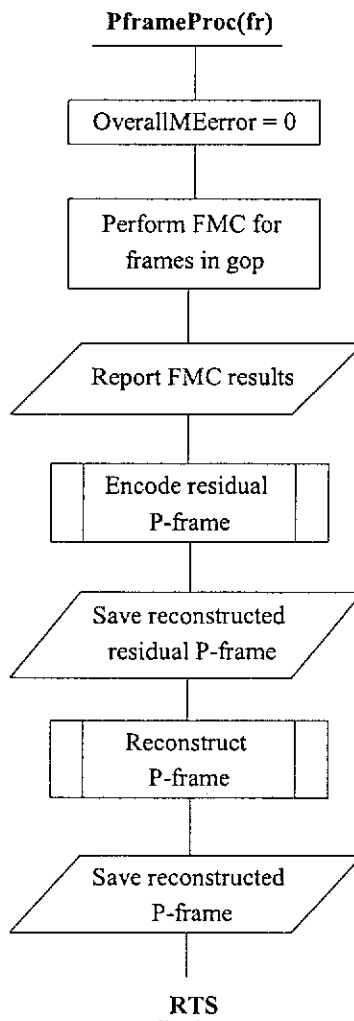 PframeProc(fr)
OverallMEerror = 0
Perform FMC for
frames in gop
Report FMC results
Encode residual
P-frame
Save reconstructed
residual P-frame
Reconstruct
P-frame
Save reconstructed
P-frame
RTS